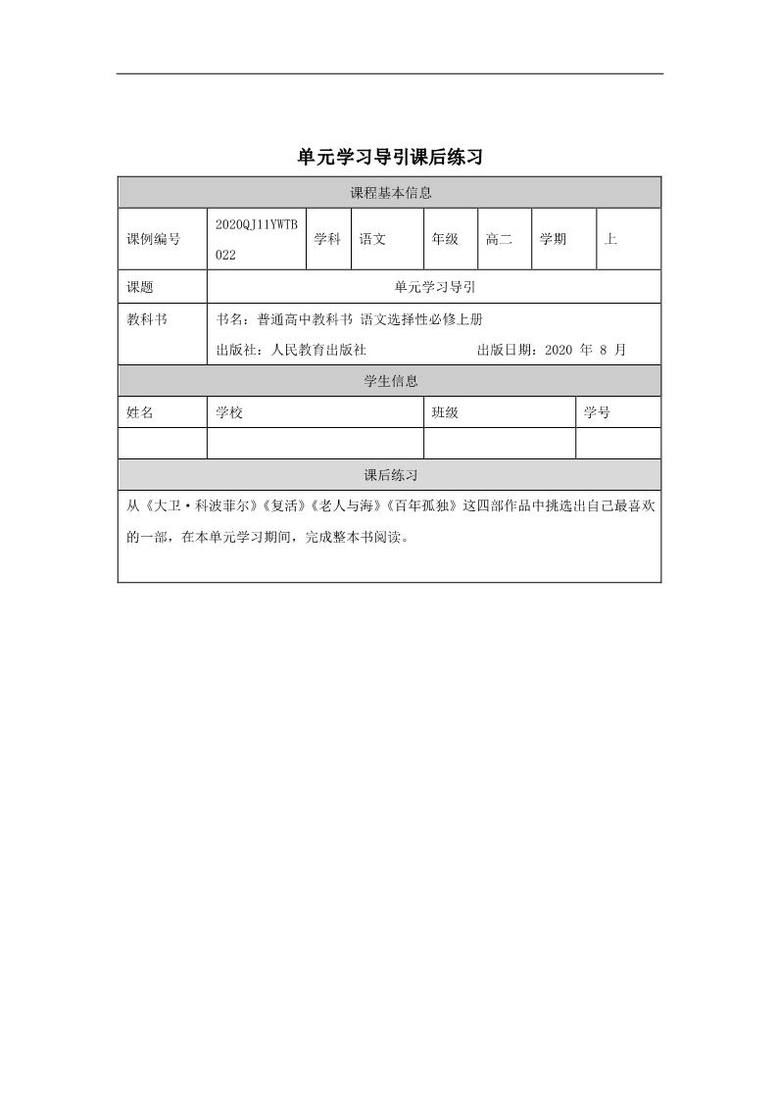 单元学习导引课后练习
课程基本信息
课例编号 2020QJ11YWTB 学科 语文 年级 高二 学期 上
022
课题 单元学习导引
教科书 书名：普通高中教科书 语文选择性必修上册
出版社：人民教育出版社 出版日期：2020 年 8 月
学生信息
姓名 学校 班级 学号
课后练习
从《大卫·科波菲尔》《复活》《老人与海》《百年孤独》这四部作品中挑选出自己最喜欢
的一部，在本单元学习期间，完成整本书阅读。